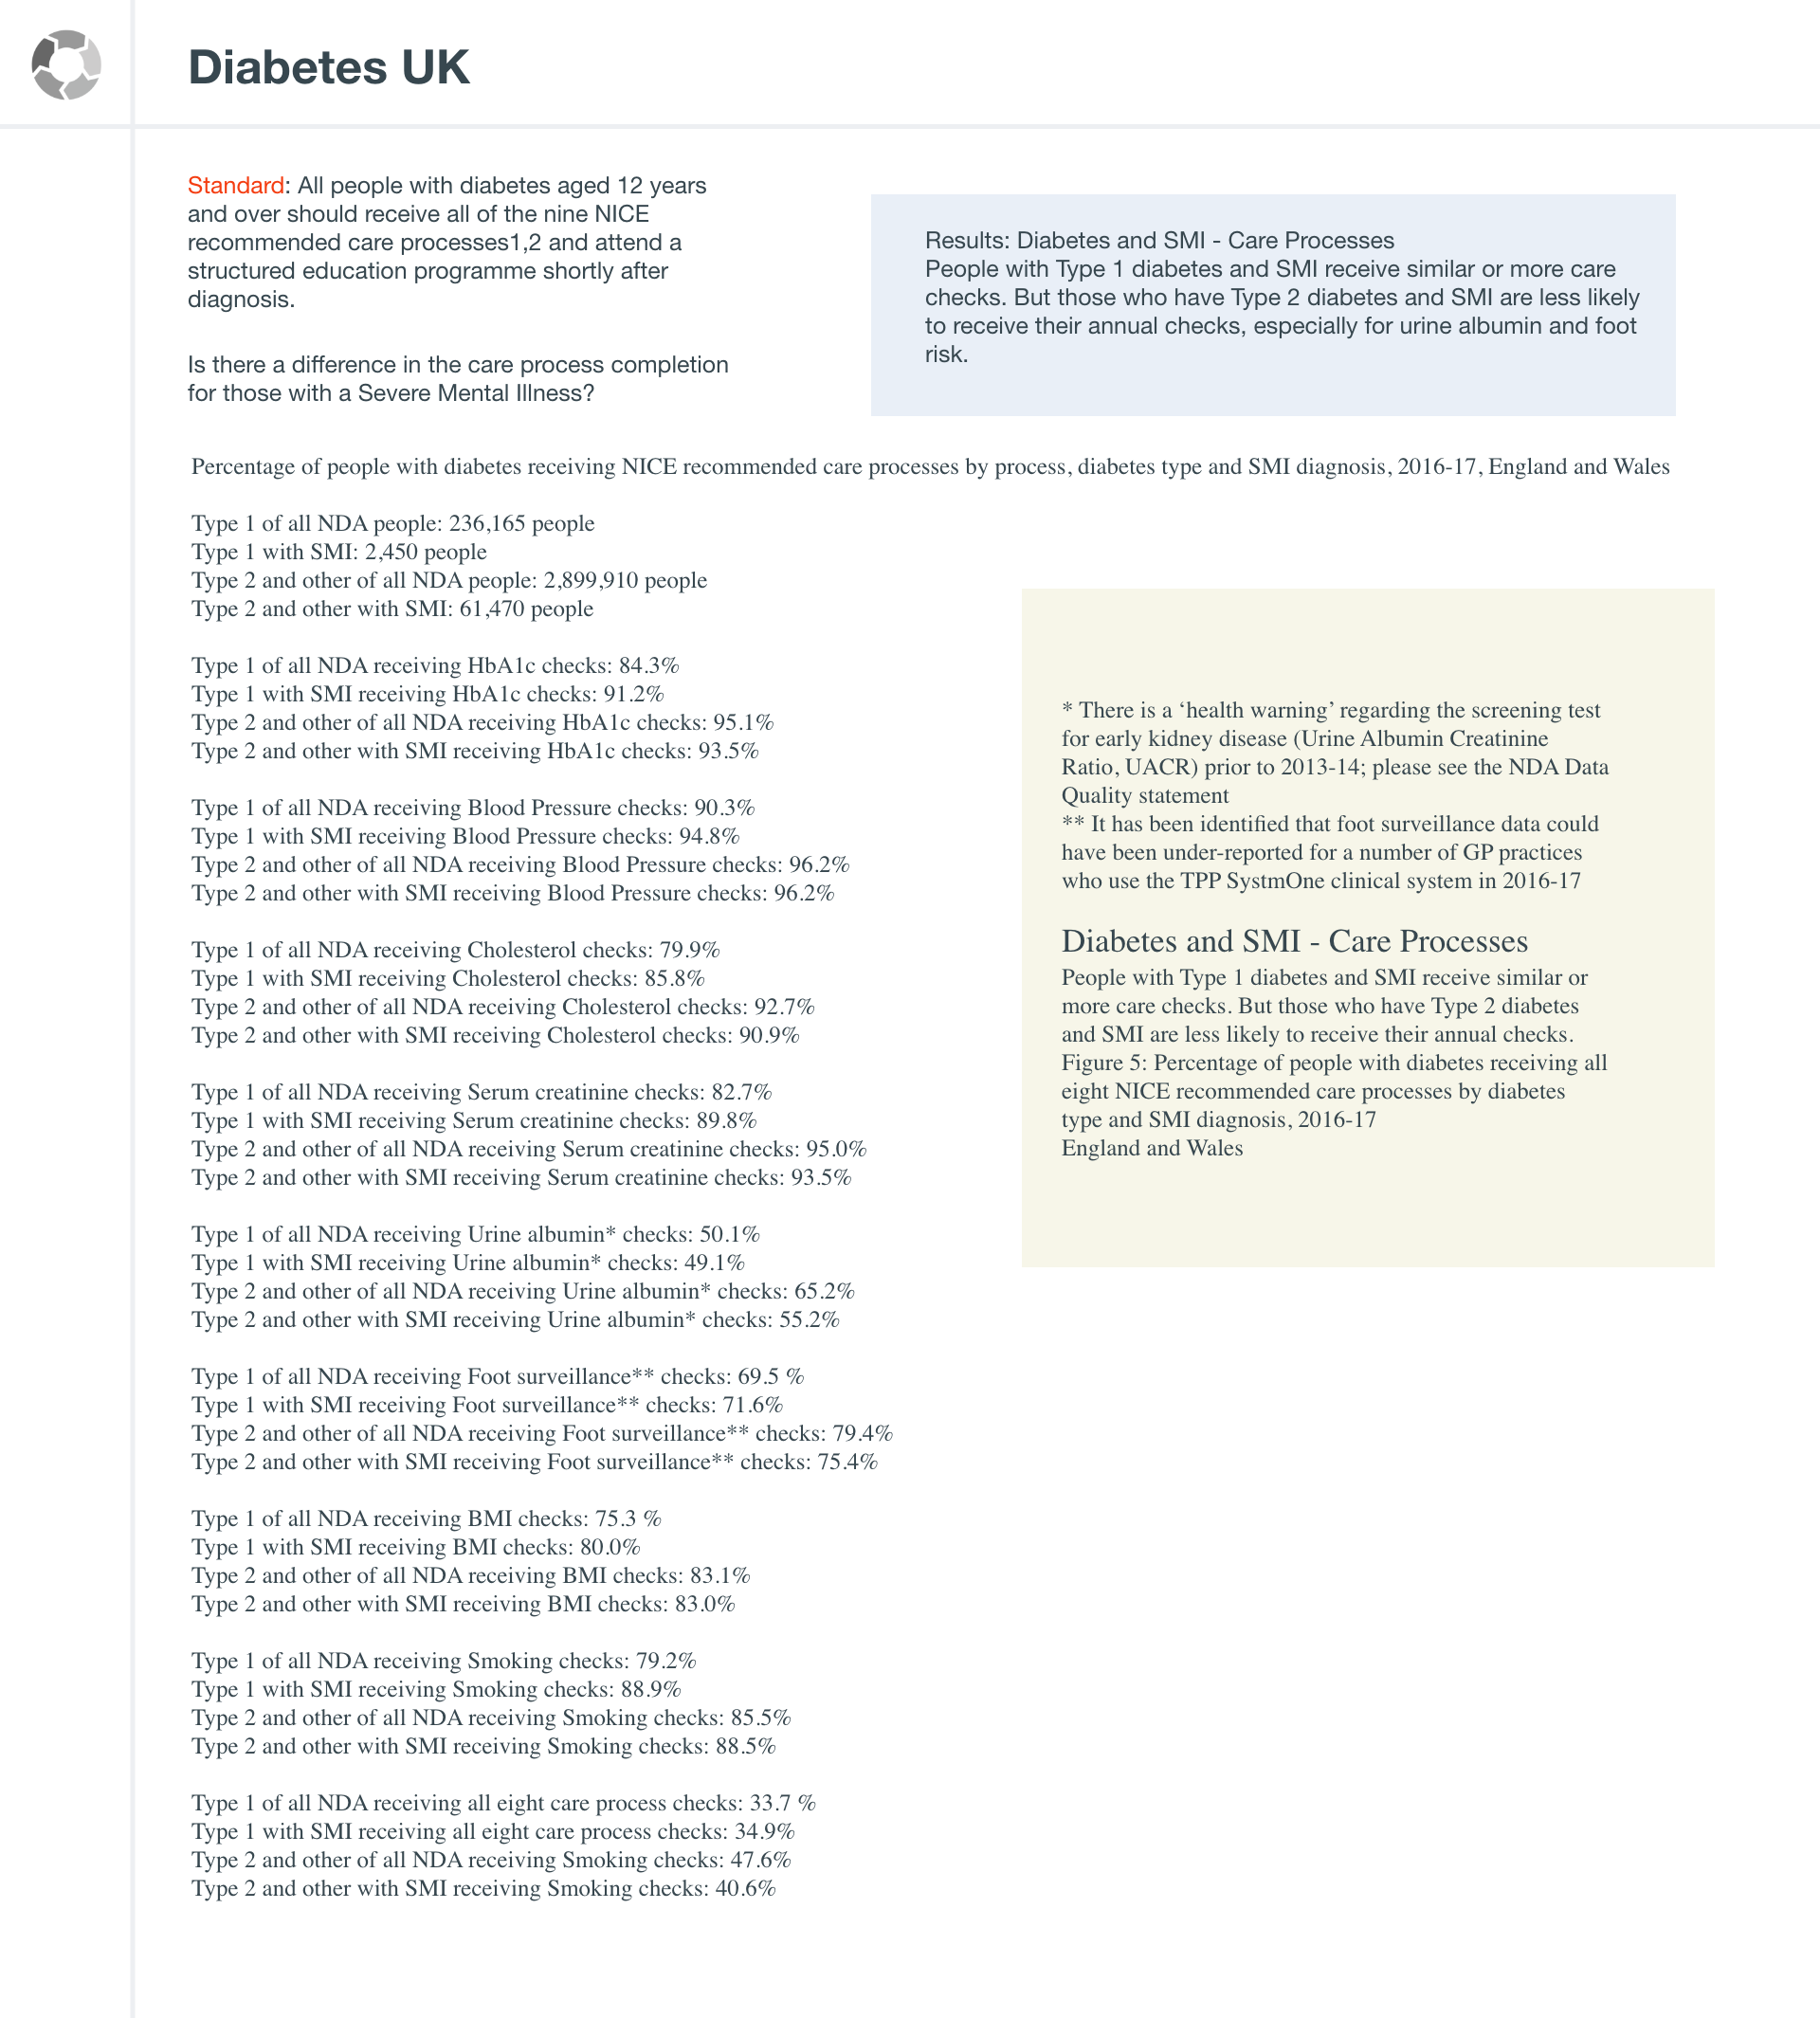 Diabetes UK
Standard: All people with diabetes aged 12 years
and over should receive all of the nine NICE
recommended care processes1,2 and attend a
structured education programme shortly after
diagnosis.
Is there a difference in the care process completion
for those with a Severe Mental Illness?
Results: Diabetes and SMI - Care Processes
People with Type 1 diabetes and SMI receive similar or more care
checks. But those who have Type 2 diabetes and SMI are less likely
to receive their annual checks, especially for urine albumin and foot
risk.
Percentage of people with diabetes receiving NICE recommended care processes by process, diabetes type and SMI diagnosis, 2016-17, England and Wales
Type 1 of all NDA people: 236,165 people
Type 1 with SMI: 2,450 people
Type 2 and other of all NDA people: 2,899,910 people
Type 2 and other with SMI: 61,470 people
Type 1 of all NDA receiving HbA1c checks: 84.3%
Type 1 with SMI receiving HbA1c checks: 91.2%
Type 2 and other of all NDA receiving HbA1c checks: 95.1%
Type 2 and other with SMI receiving HbA1c checks: 93.5%
Type 1 of all NDA receiving Blood Pressure checks: 90.3%
Type 1 with SMI receiving Blood Pressure checks: 94.8%
Type 2 and other of all NDA receiving Blood Pressure checks: 96.2%
Type 2 and other with SMI receiving Blood Pressure checks: 96.2%
Type 1 of all NDA receiving Cholesterol checks: 79.9%
Type 1 with SMI receiving Cholesterol checks: 85.8%
Type 2 and other of all NDA receiving Cholesterol checks: 92.7%
Type 2 and other with SMI receiving Cholesterol checks: 90.9%
Type 1 of all NDA receiving Serum creatinine checks: 82.7%
Type 1 with SMI receiving Serum creatinine checks: 89.8%
Type 2 and other of all NDA receiving Serum creatinine checks: 95.0%
Type 2 and other with SMI receiving Serum creatinine checks: 93.5%
Type 1 of all NDA receiving Urine albumin* checks: 50.1%
Type 1 with SMI receiving Urine albumin* checks: 49.1%
Type 2 and other of all NDA receiving Urine albumin* checks: 65.2%
Type 2 and other with SMI receiving Urine albumin* checks: 55.2%
Type 1 of all NDA receiving Foot surveillance** checks: 69.5 %
Type 1 with SMI receiving Foot surveillance** checks: 71.6%
Type 2 and other of all NDA receiving Foot surveillance** checks: 79.4%
Type 2 and other with SMI receiving Foot surveillance** checks: 75.4%
Type 1 of all NDA receiving BMI checks: 75.3 %
Type 1 with SMI receiving BMI checks: 80.0%
Type 2 and other of all NDA receiving BMI checks: 83.1%
Type 2 and other with SMI receiving BMI checks: 83.0%
Type 1 of all NDA receiving Smoking checks: 79.2%
Type 1 with SMI receiving Smoking checks: 88.9%
Type 2 and other of all NDA receiving Smoking checks: 85.5%
Type 2 and other with SMI receiving Smoking checks: 88.5%
Type 1 of all NDA receiving all eight care process checks: 33.7 %
Type 1 with SMI receiving all eight care process checks: 34.9%
Type 2 and other of all NDA receiving Smoking checks: 47.6%
Type 2 and other with SMI receiving Smoking checks: 40.6%
* There is a ‘health warning’ regarding the screening test
for early kidney disease (Urine Albumin Creatinine
Ratio, UACR) prior to 2013-14; please see the NDA Data
Quality statement
** It has been identified that foot surveillance data could
have been under-reported for a number of GP practices
who use the TPP SystmOne clinical system in 2016-17
Diabetes and SMI - Care Processes
People with Type 1 diabetes and SMI receive similar or
more care checks. But those who have Type 2 diabetes
and SMI are less likely to receive their annual checks.
Figure 5: Percentage of people with diabetes receiving all
eight NICE recommended care processes by diabetes
type and SMI diagnosis, 2016-17
England and Wales